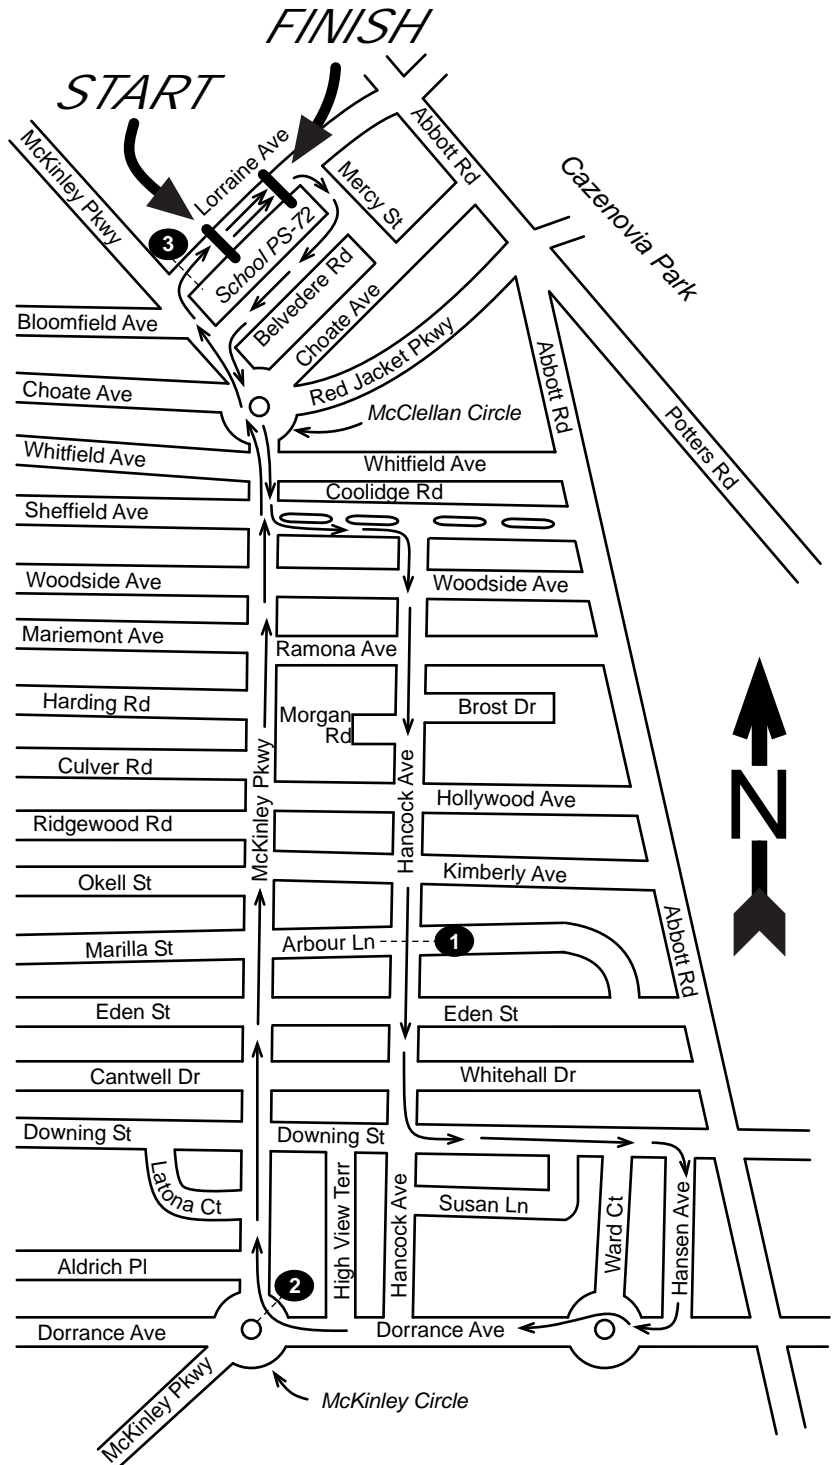 FINISH
START
McKinley Pkwy
Lorraine Ave
Abbott Rd
Mercy St
Cazenovia Park
3
School PS-72
Belvedere Rd
Choate Ave
Bloomfield Ave
Red Jacket Pkwy
Abbott Rd
Choate Ave
McClellan Circle
Potters Rd
Whitfield Ave
Whitfield Ave
Coolidge Rd
Sheffield Ave
Woodside Ave
Woodside Ave
Mariemont Ave
Ramona Ave
Harding Rd
Morgan
Rd
Brost Dr
Culver Rd
McKinley Pkwy
Hancock Ave
Hollywood Ave
N
Ridgewood Rd
Okell St
Kimberly Ave
Marilla St
Arbour Ln
1
Abbott Rd
Eden St
Eden St
Cantwell Dr
Whitehall Dr
Downing St
Downing St
Latona Ct
High View Terr
Hancock Ave
Susan Ln
Ward Ct
Hansen Ave
Aldrich Pl
2
Dorrance Ave
Dorrance Ave
McKinley Pkwy
McKinley Circle